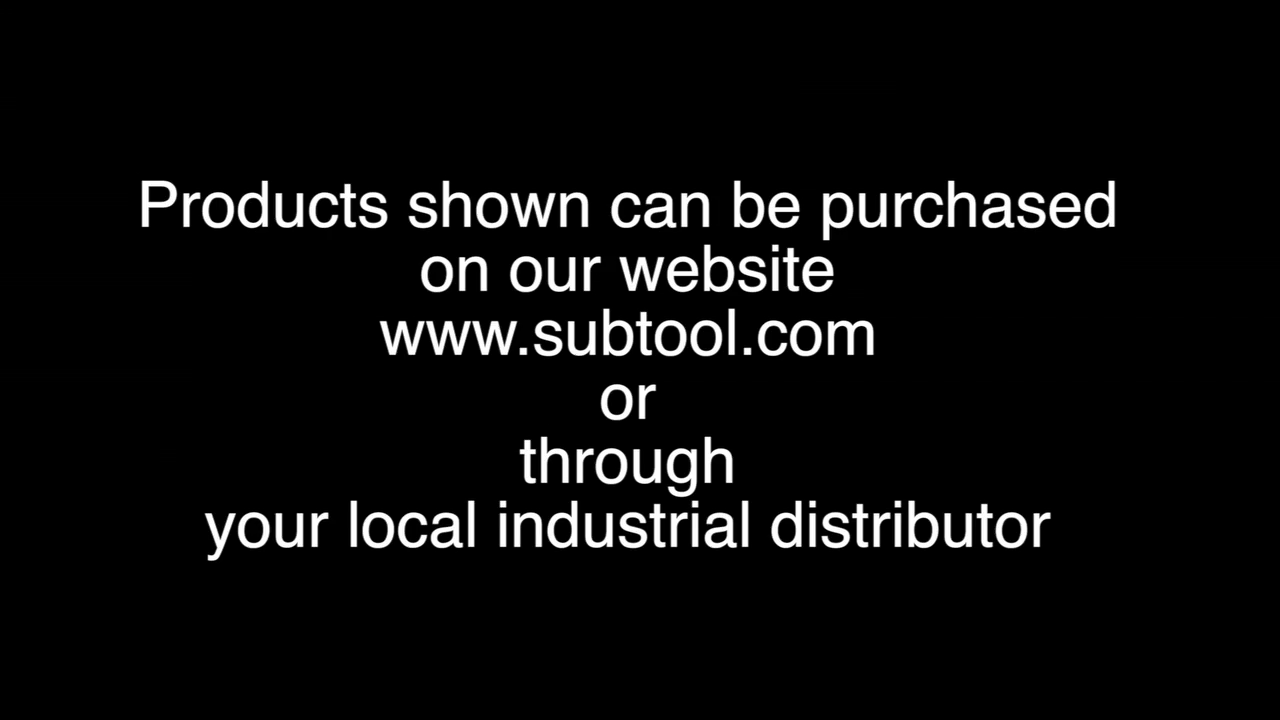 Products shown can be purchased
on our website
www.subtool.com
or
through
your local industrial distributor